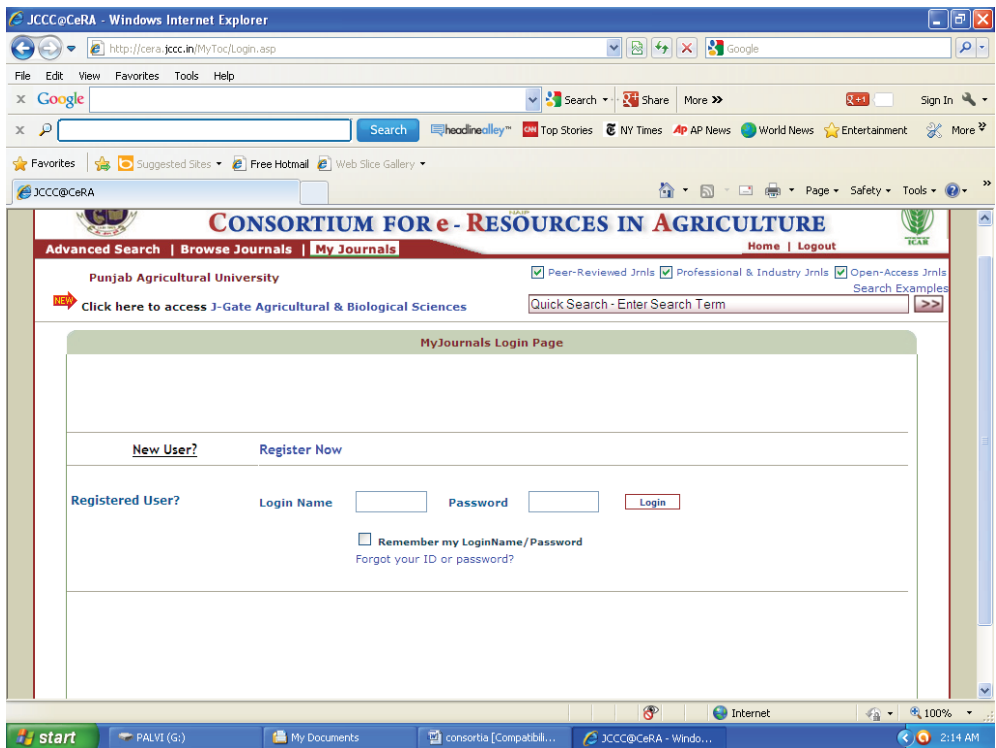 JCCC@CeRA - Windows Internet Explorer
http://cera.jccc.in/MyToc/Login.asp Google
File Edit View Favorites Tools Help
x Google Search Share More >> +1 Sign In
x Search headlinealley™ CNN Top Stories NY Times AP AP News World News Entertainment More >>
Favorites Suggested Sites Free Hotmail Web Slice Gallery
JCCC@CeRA Page Safety Tools >>
CONSORTIUM FOR e - RESOURCES IN AGRICULTURE
ICAR
Advanced Search | Browse Journals | My Journals Home | Logout
Punjab Agricultural University Peer-Reviewed Jrnls Professional & Industry Jrnls Open-Access Jrnls
Search Examples
NEW Click here to access J-Gate Agricultural & Biological Sciences Quick Search - Enter Search Term >>
MyJournals Login Page
New User? Register Now
Registered User? Login Name Password Login
Remember my LoginName/Password
Forgot your ID or password?
Internet 100%
start PALVI (G:) My Documents consortia [Compatibili... JCCC@CeRA - Windo... 2:14 AM